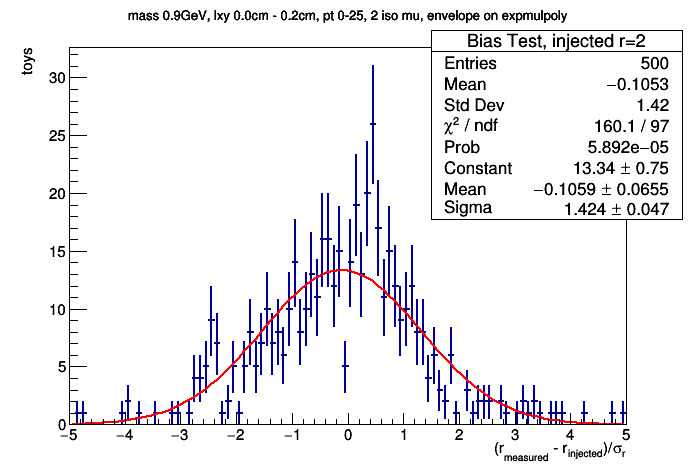 mass 0.9GeV, lxy 0.0cm - 0.2cm, pt 0-25, 2 iso mu, envelope on expmulpoly
Bias Test, injected r=2
Entries 500
Mean −0.1053
Std Dev 1.42
χ² / ndf 160.1 / 97
Prob 5.892e−05
Constant 13.34 ± 0.75
Mean −0.1059 ± 0.0655
Sigma 1.424 ± 0.047
toys
30
25
20
15
10
5
0
−5 −4 −3 −2 −1 0 1 2 3 4 5
(r_measured - r_injected)/σ_r